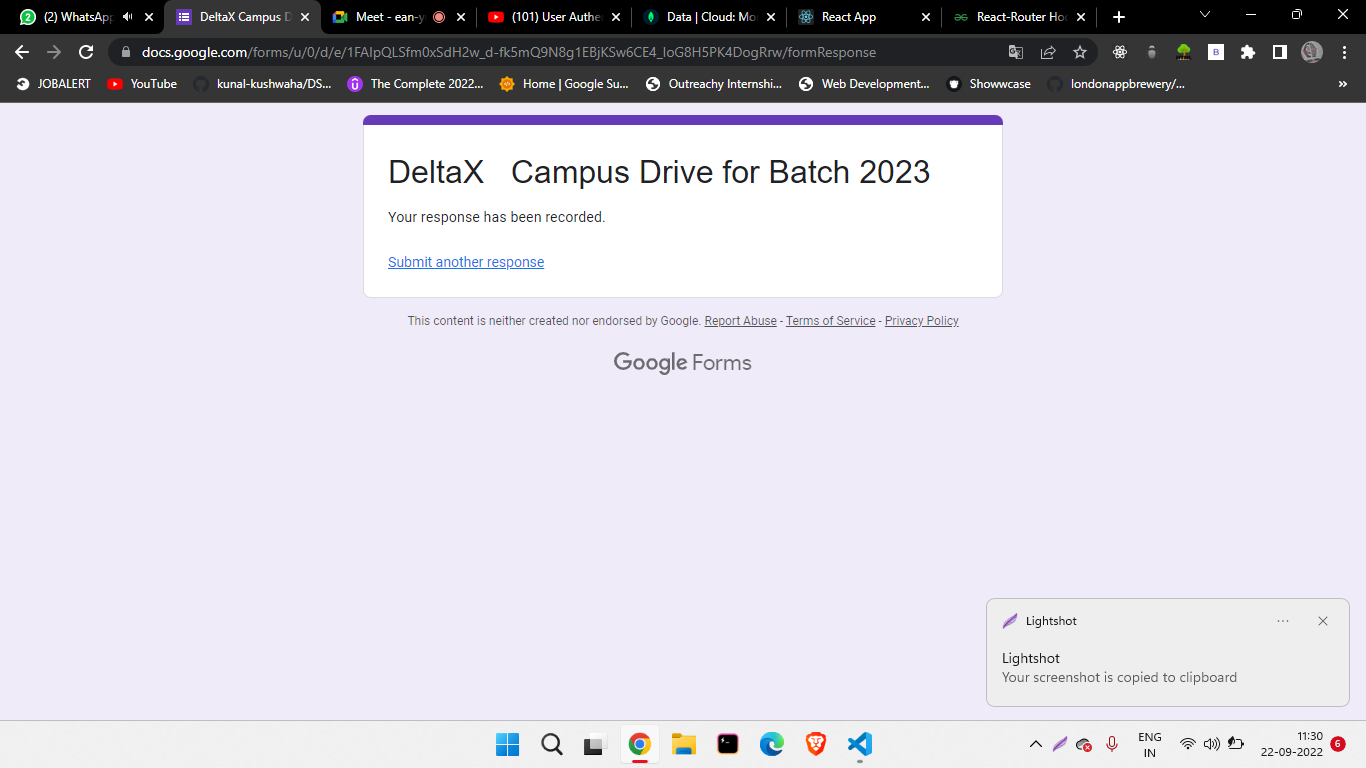 (2) WhatsApp
DeltaX Campus D
Meet - ean-y
(101) User Authe
Data | Cloud: Mo
React App
React-Router Ho
docs.google.com/forms/u/0/d/e/1FAIpQLSfm0xSdH2w_d-fk5mQ9N8g1EBjKSw6CE4_loG8H5PK4DogRrw/formResponse
JOBALERT
YouTube
kunal-kushwaha/DS...
The Complete 2022...
Home | Google Su...
Outreachy Internshi...
Web Development...
Showwcase
londonappbrewery/...
»
DeltaX Campus Drive for Batch 2023
Your response has been recorded.
Submit another response
This content is neither created nor endorsed by Google. Report Abuse - Terms of Service - Privacy Policy
Google Forms
Lightshot
Lightshot
Your screenshot is copied to clipboard
ENG
IN
11:30
22-09-2022
6